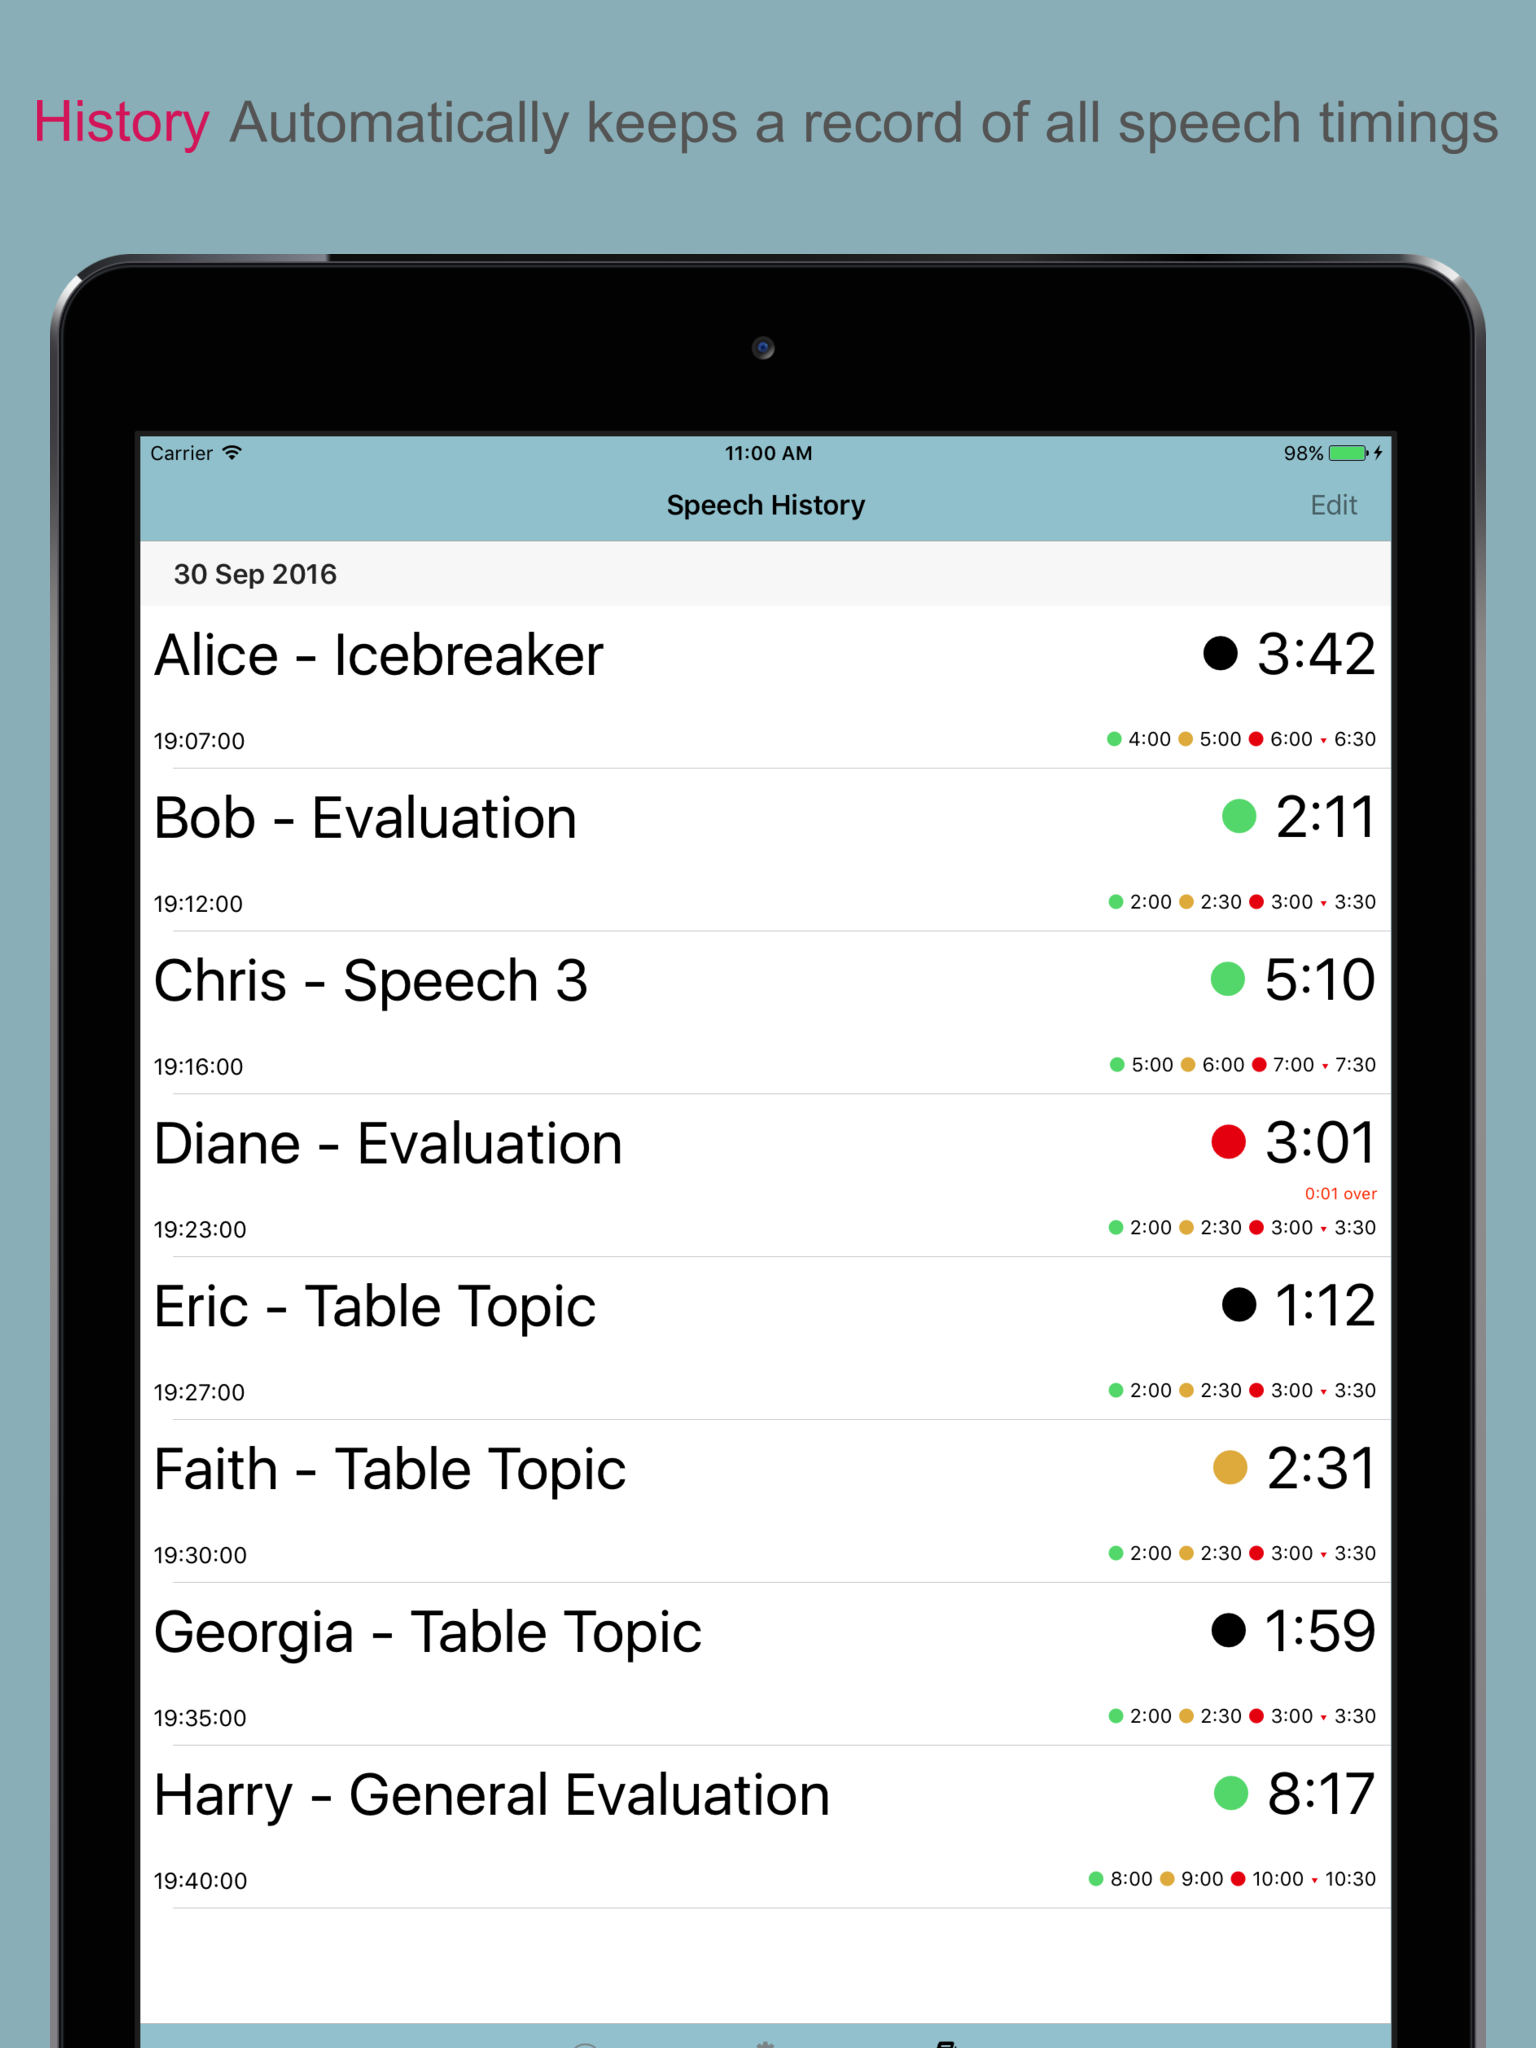 History Automatically keeps a record of all speech timings
Carrier 11:00 AM 98%
Speech History Edit
30 Sep 2016
Alice - Icebreaker 3:42
19:07:00 4:00 5:00 6:00 6:30
Bob - Evaluation 2:11
19:12:00 2:00 2:30 3:00 3:30
Chris - Speech 3 5:10
19:16:00 5:00 6:00 7:00 7:30
Diane - Evaluation 3:01
0:01 over
19:23:00 2:00 2:30 3:00 3:30
Eric - Table Topic 1:12
19:27:00 2:00 2:30 3:00 3:30
Faith - Table Topic 2:31
19:30:00 2:00 2:30 3:00 3:30
Georgia - Table Topic 1:59
19:35:00 2:00 2:30 3:00 3:30
Harry - General Evaluation 8:17
19:40:00 8:00 9:00 10:00 10:30